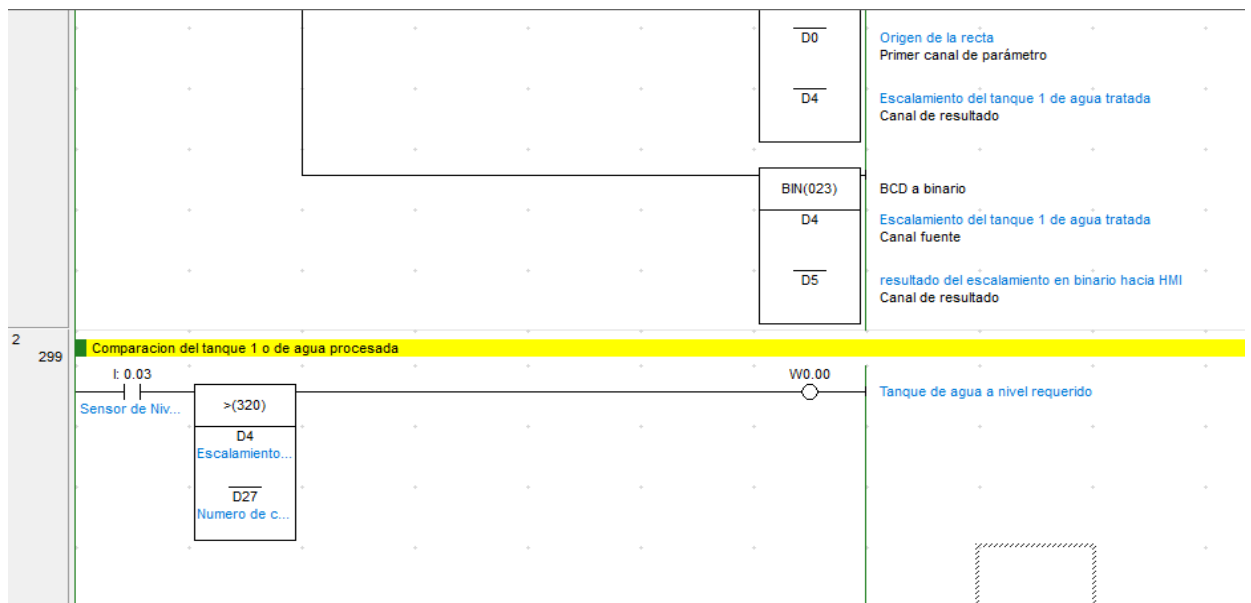 D0
Origen de la recta
Primer canal de parámetro
D4
Escalamiento del tanque 1 de agua tratada
Canal de resultado
BIN(023)
BCD a binario
D4
Escalamiento del tanque 1 de agua tratada
Canal fuente
D5
resultado del escalamiento en binario hacia HMI
Canal de resultado
2
299
Comparacion del tanque 1 o de agua procesada
I: 0.03
W0.00
Sensor de Niv...
>(320)
Tanque de agua a nivel requerido
D4
Escalamiento...
D27
Numero de c...